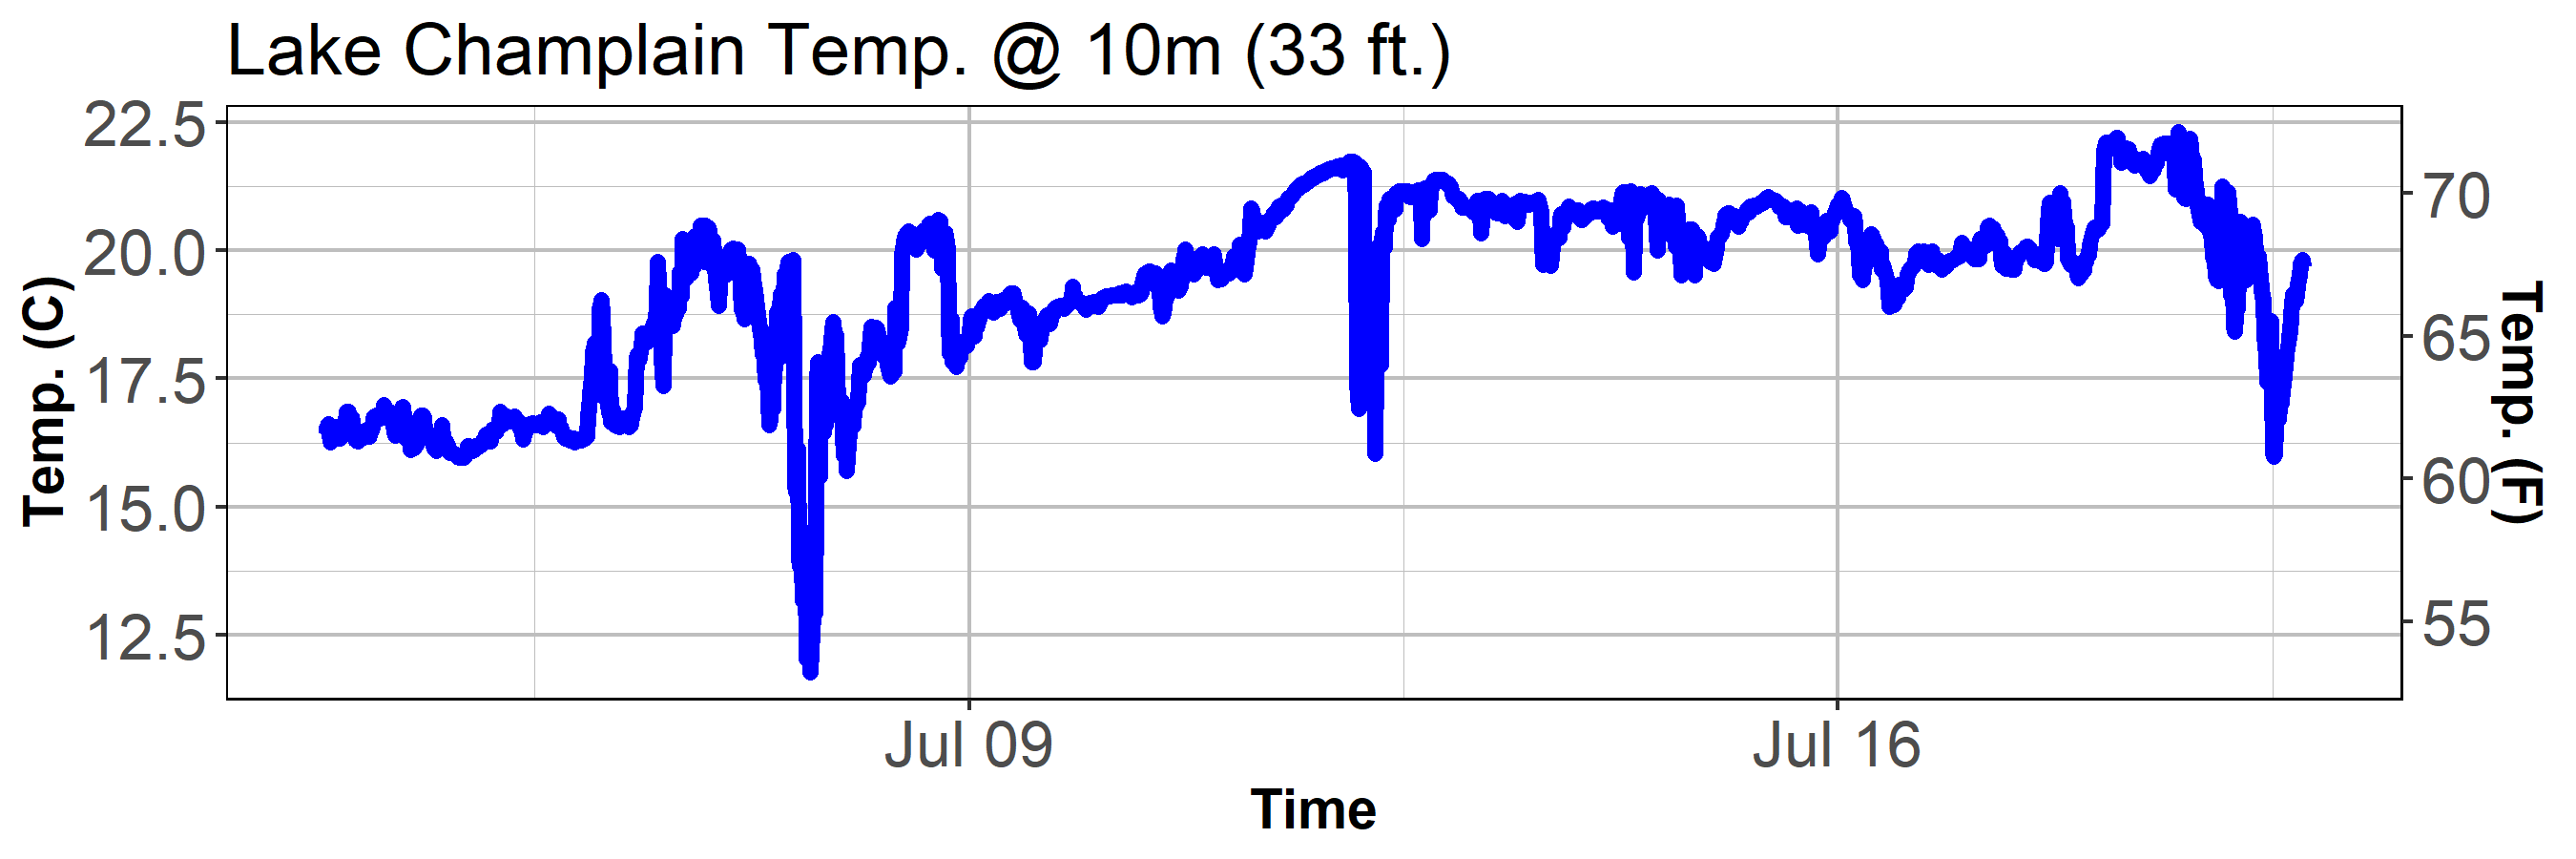 Lake Champlain Temp. @ 10m (33 ft.)
22.5
20.0
17.5
15.0
12.5
Temp. (C)
70
65
60
55
Temp. (F)
Jul 09
Jul 16
Time